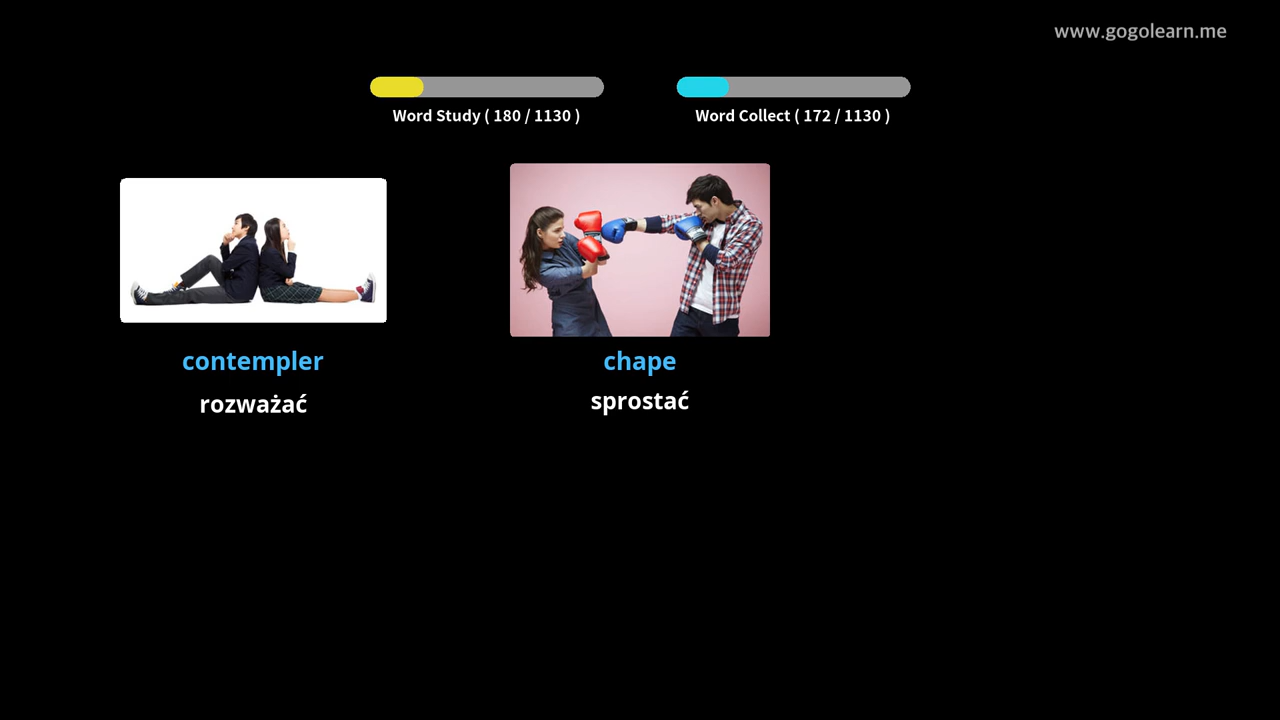 www.gogolearn.me
Word Study ( 180 / 1130 )
Word Collect ( 172 / 1130 )
contempler
rozważać
chape
sprostać